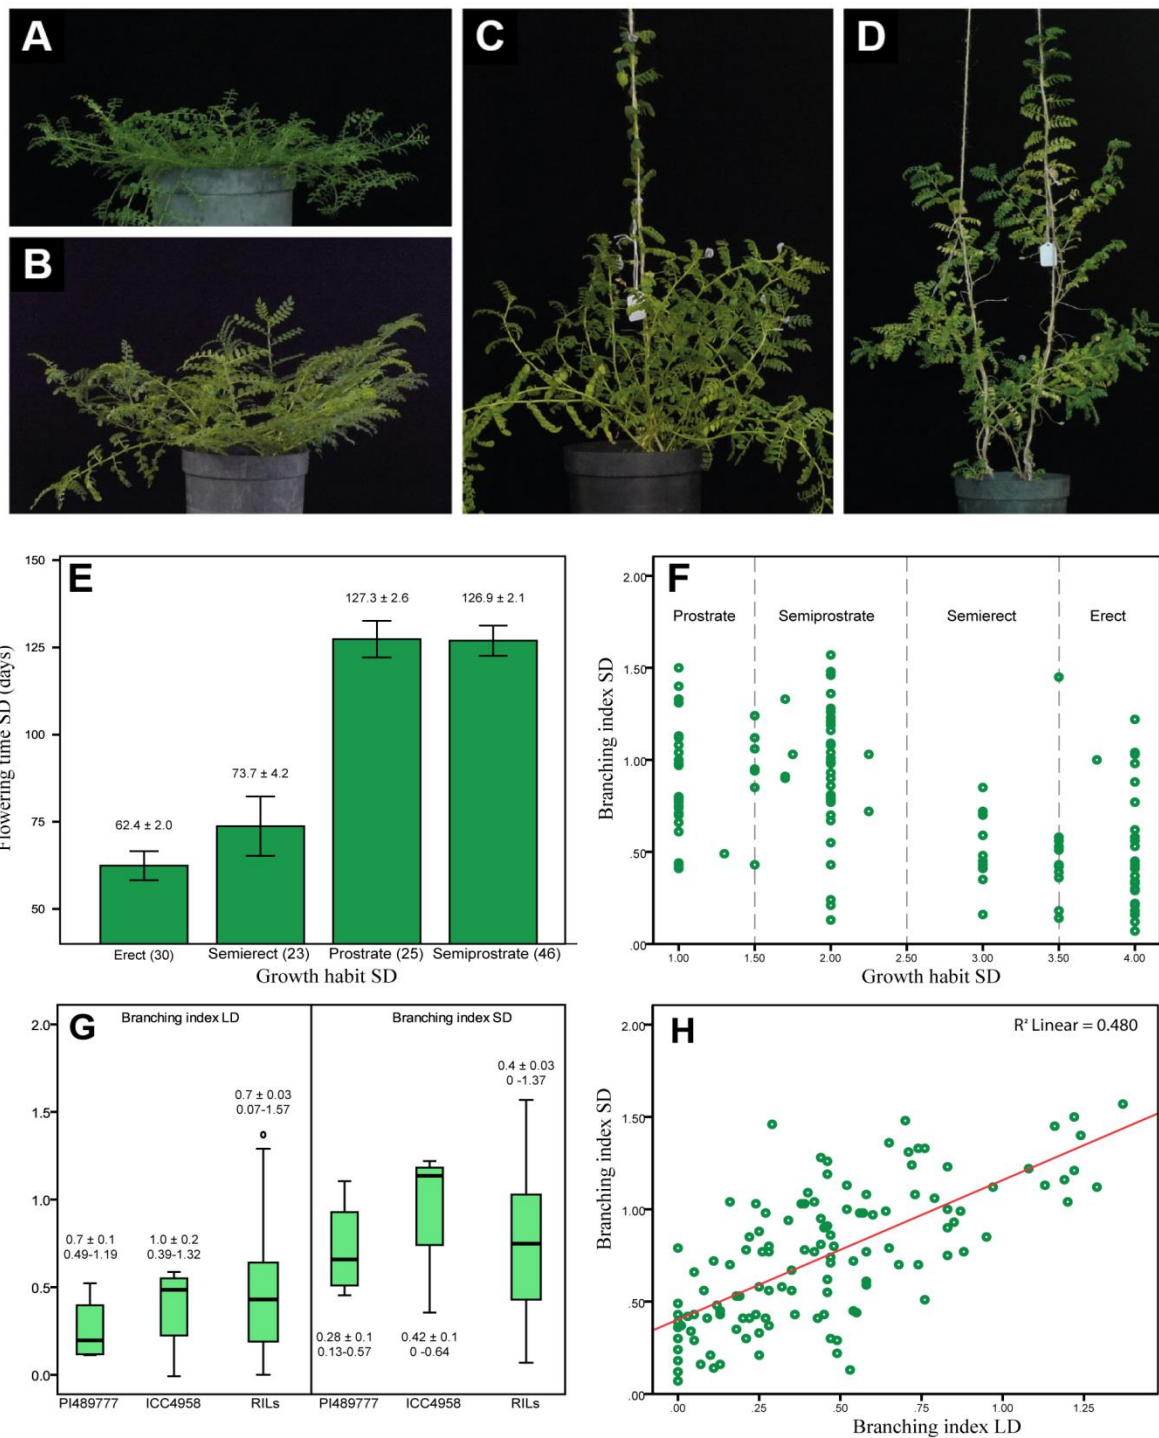 A
B
C
D
E
Flowering time SD (days)
150
125
100
75
50
62.4 ± 2.0
73.7 ± 4.2
127.3 ± 2.6
126.9 ± 2.1
Erect (30)
Semierect (23)
Prostrate (25)
Semiprostrate (46)
Growth habit SD
F
Branching index SD
2.00
1.50
1.00
.50
.00
Prostrate
Semiprostrate
Semierect
Erect
1.00
1.50
2.00
2.50
3.00
3.50
4.00
Growth habit SD
G
Branching index LD
Branching index SD
2.0
1.5
1.0
0.5
0.0
0.7 ± 0.1
0.49-1.19
1.0 ± 0.2
0.39-1.32
0.7 ± 0.03
0.07-1.57
0.28 ± 0.1
0.13-0.57
0.42 ± 0.1
0 -0.64
0.4 ± 0.03
0 -1.37
PI489777
ICC4958
RILs
PI489777
ICC4958
RILs
H
R² Linear = 0.480
Branching index SD
2.00
1.50
1.00
.50
.00
.00
.25
.50
.75
1.00
1.25
Branching index LD